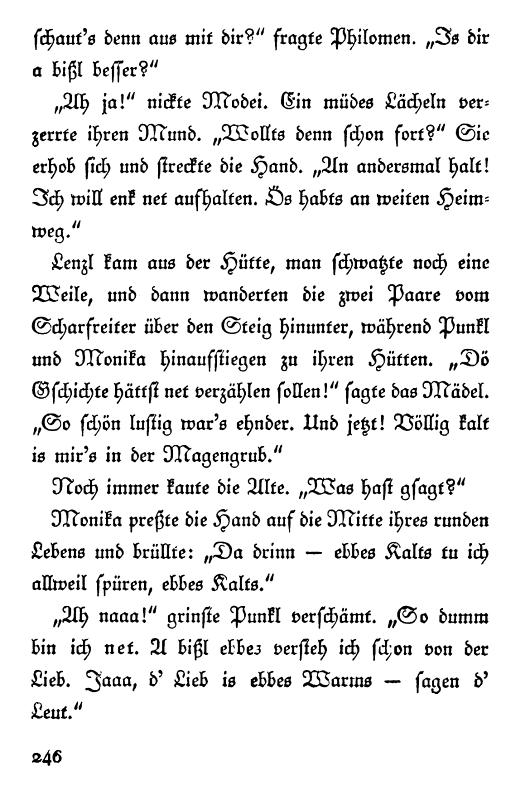 schaut's denn aus mit dir?“ fragte Philomen. „Is dir
a bißl besser?“
„Ah ja!“ nickte Modei. Ein müdes Lächeln ver-
zerrte ihren Mund. „Wollts denn schon fort?“ Sie
erhob sich und streckte die Hand. „An andersmal halt!
Ich will enk net aufhalten. Ös habts an weiten Heim-
weg.“
Lenzl kam aus der Hütte, man schwatzte noch eine
Weile, und dann wanderten die zwei Paare vom
Scharfreiter über den Steig hinunter, während Punkl
und Monika hinaufstiegen zu ihren Hütten. „Dö
Gschichte hättst net verzählen sollen!“ sagte das Mädel.
„So schön lustig war's ehnder. Und jetzt! Völlig kalt
is mir's in der Magengrub.“
Noch immer kaute die Alte. „Was hast gsagt?“
Monika preßte die Hand auf die Mitte ihres runden
Lebens und brüllte: „Da drinn — ebbes Kalts tu ich
allweil spüren, ebbes Kalts.“
„Ah naaa!“ grinste Punkl verschämt. „So dumm
bin ich net. A bißl ebbes versteh ich schon von der
Lieb. Jaaa, d' Lieb is ebbes Warms — sagen d'
Leut.“
246